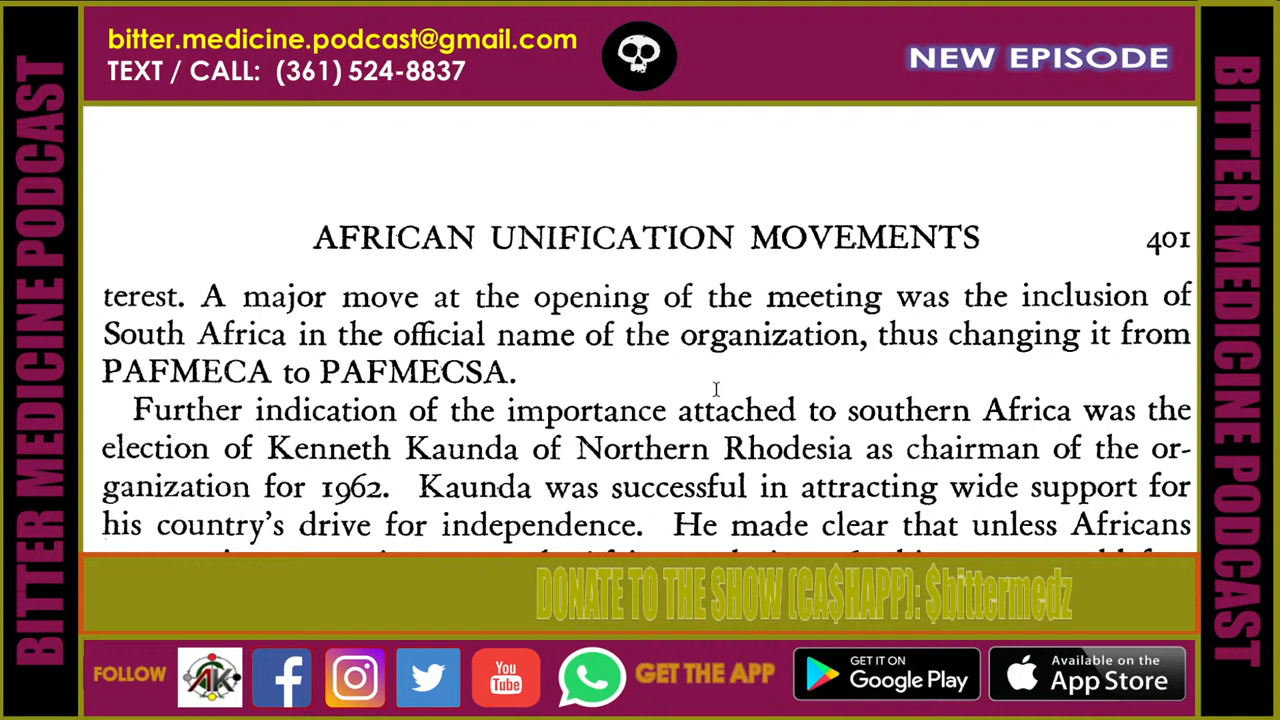 bitter.medicine.podcast@gmail.com
TEXT / CALL: (361) 524-8837
NEW EPISODE
BITTER MEDICINE PODCAST
BITTER MEDICINE PODCAST
AFRICAN UNIFICATION MOVEMENTS 401
terest. A major move at the opening of the meeting was the inclusion of
South Africa in the official name of the organization, thus changing it from
PAFMECA to PAFMECSA.
Further indication of the importance attached to southern Africa was the
election of Kenneth Kaunda of Northern Rhodesia as chairman of the or-
ganization for 1962. Kaunda was successful in attracting wide support for
his country's drive for independence. He made clear that unless Africans
DONATE TO THE SHOW (CA$HAPP): $bittermedz
FOLLOW
You
Tube
GET THE APP
GET IT ON
Google Play
Available on the
App Store